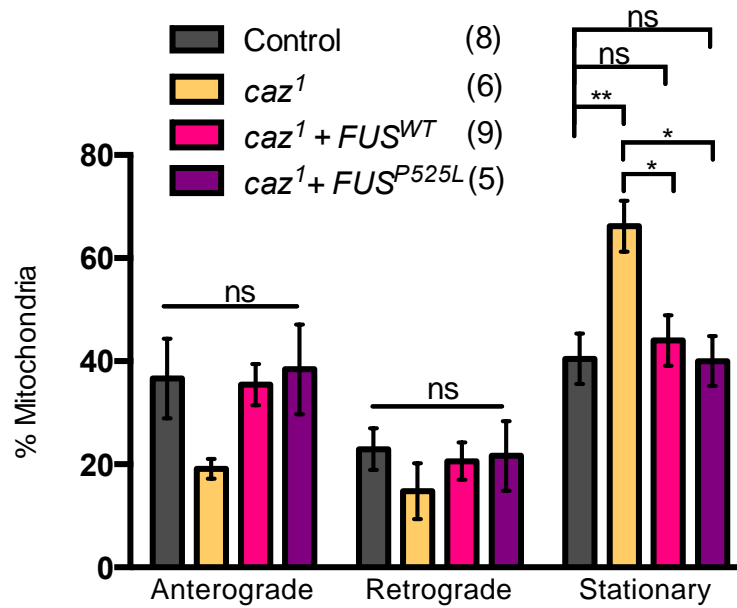 Control (8)
caz¹ (6)
caz¹ + FUSᵂᵀ (9)
caz¹+ FUSᴾ⁵²⁵ᴸ (5)
ns
ns
**
*
*
% Mitochondria
80
60
40
20
0
ns
ns
Anterograde Retrograde Stationary